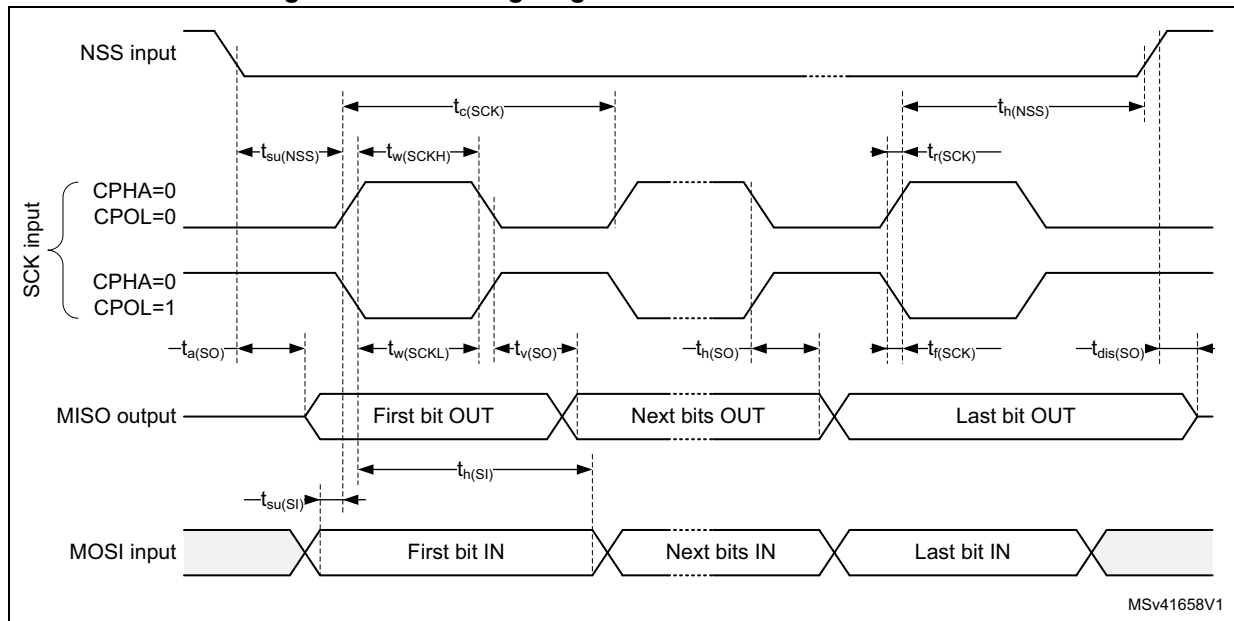 NSS input
tc(SCK)
th(NSS)
tsu(NSS)
tw(SCKH)
tr(SCK)
CPHA=0
CPOL=0
SCK input
CPHA=0
CPOL=1
ta(SO)
tw(SCKL)
tv(SO)
th(SO)
tf(SCK)
tdis(SO)
MISO output
First bit OUT
Next bits OUT
Last bit OUT
th(SI)
tsu(SI)
MOSI input
First bit IN
Next bits IN
Last bit IN
MSv41658V1